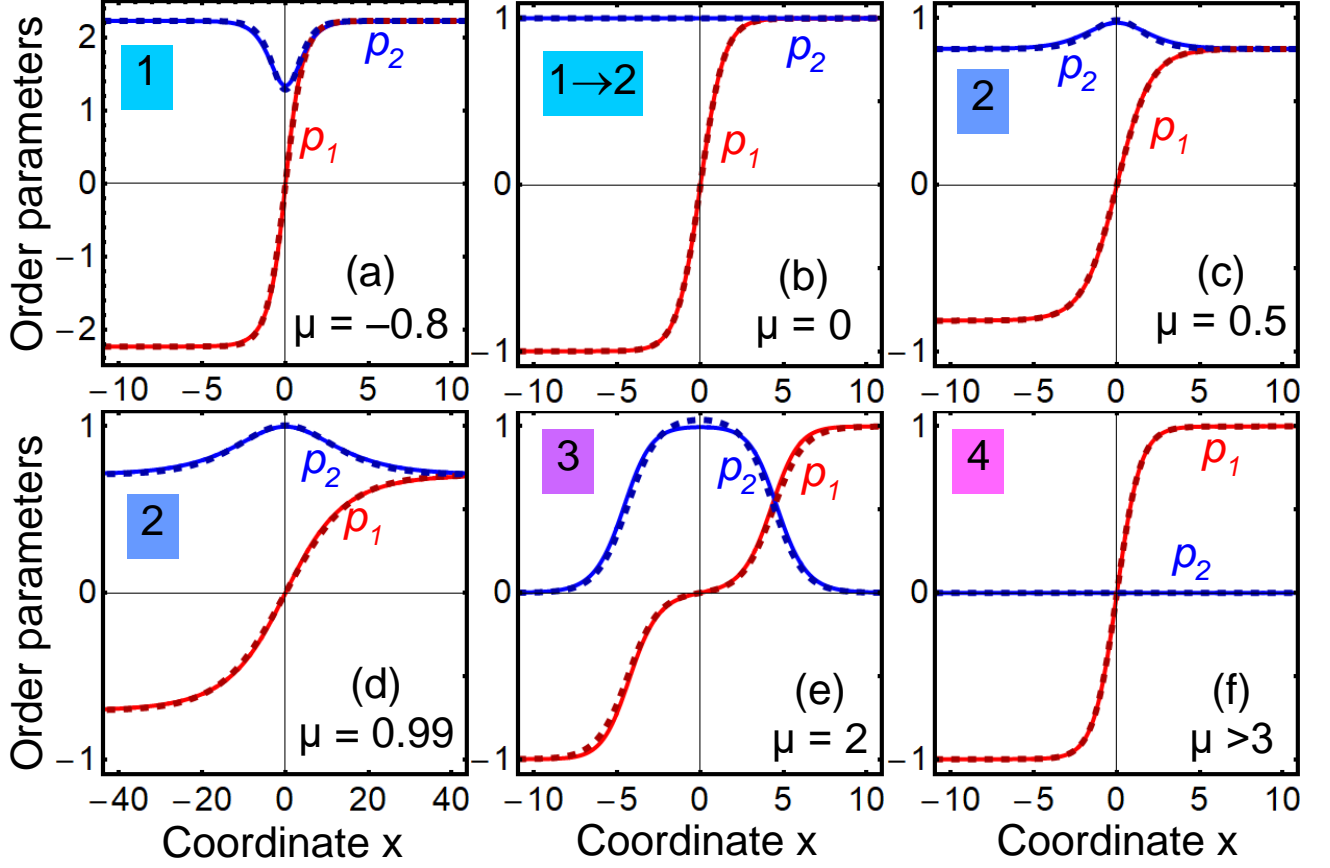 Order parameters
2
1
0
−1
−2
1
p2
p1
(a)
μ = −0.8
−10 −5 0 5 10
1
0
−1
1→2
p2
p1
(b)
μ = 0
−10 −5 0 5 10
1
0
−1
2
p2
p1
(c)
μ = 0.5
−10 −5 0 5 10
Order parameters
1
0
−1
2
p2
p1
(d)
μ = 0.99
−40 −20 0 20 40
Coordinate x
1
0
−1
3
p2
p1
(e)
μ = 2
−10 −5 0 5 10
Coordinate x
1
0
−1
4
p1
p2
(f)
μ >3
−10 −5 0 5 10
Coordinate x